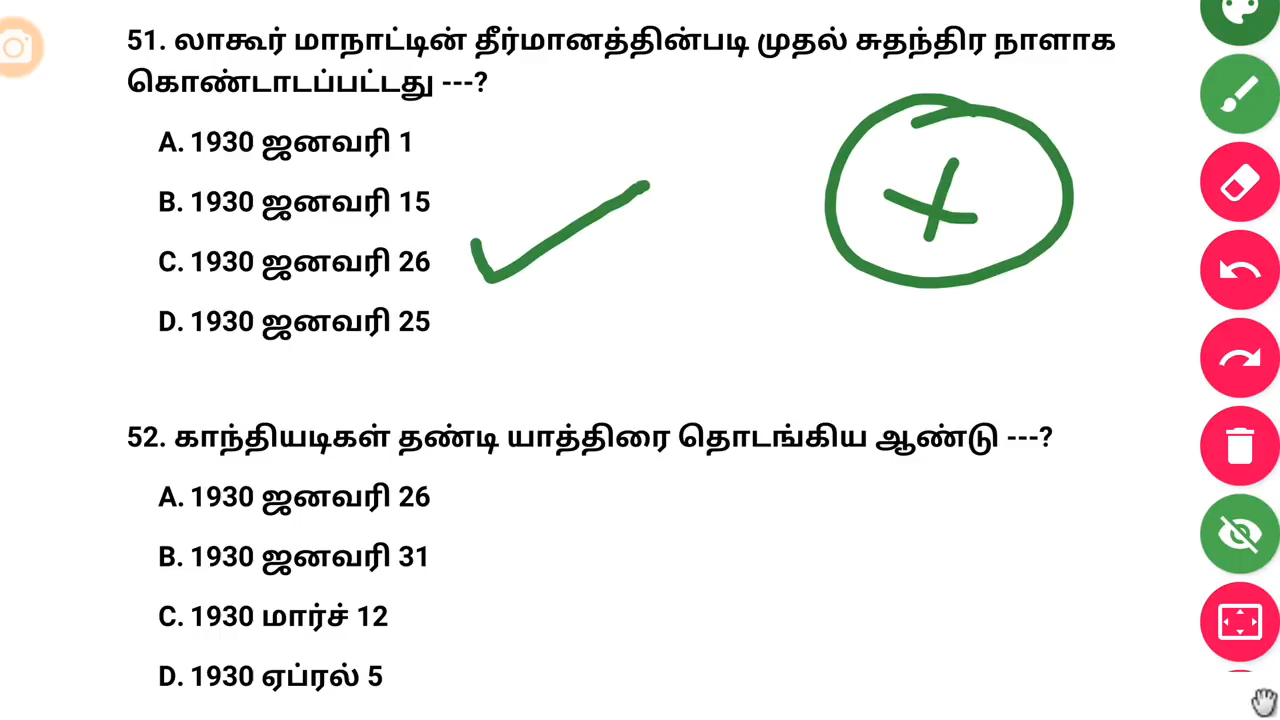 51. லாகூர் மாநாட்டின் தீர்மானத்தின்படி முதல் சுதந்திர நாளாக
கொண்டாடப்பட்டது ---?
A. 1930 ஜனவரி 1
B. 1930 ஜனவரி 15
C. 1930 ஜனவரி 26
D. 1930 ஜனவரி 25
52. காந்தியடிகள் தண்டி யாத்திரை தொடங்கிய ஆண்டு ---?
A. 1930 ஜனவரி 26
B. 1930 ஜனவரி 31
C. 1930 மார்ச் 12
D. 1930 ஏப்ரல் 5